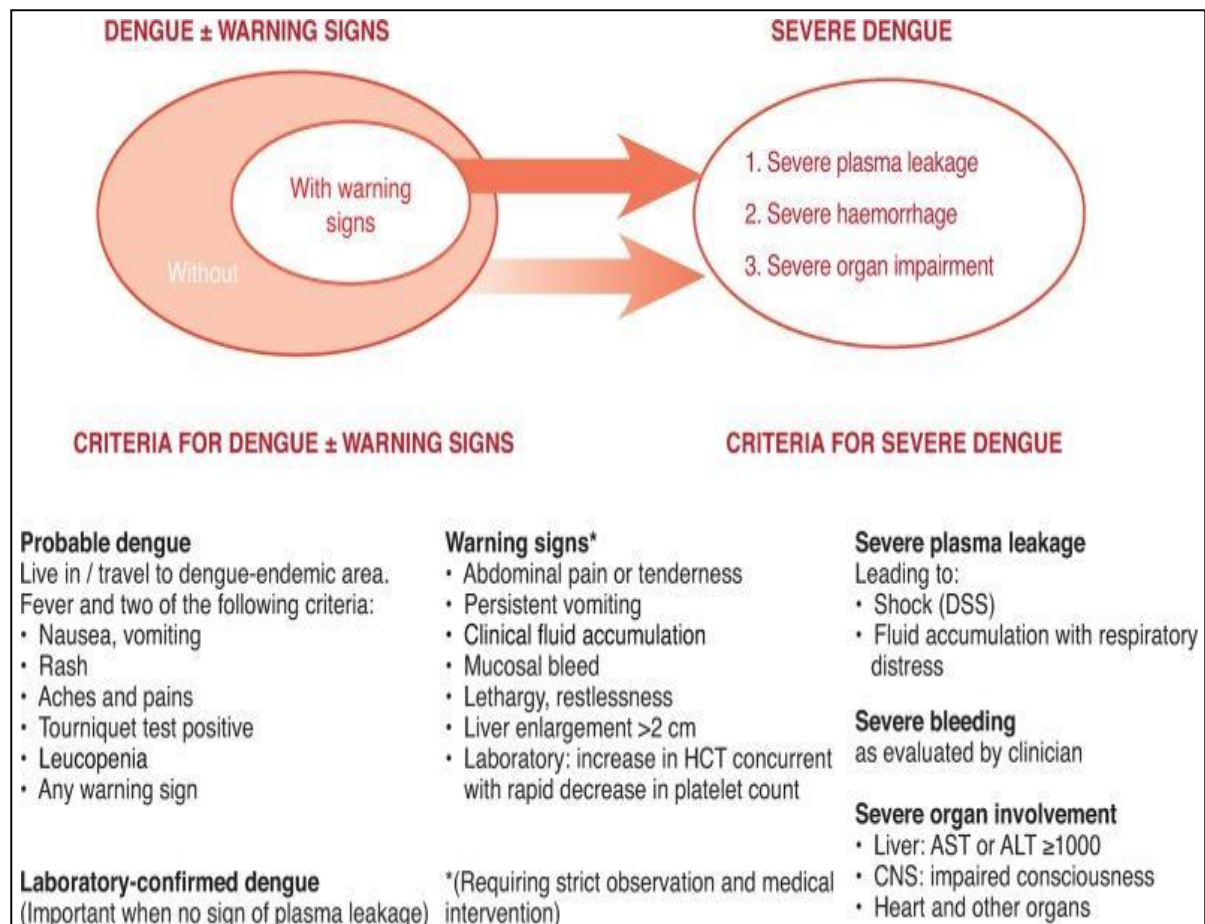 DENGUE ± WARNING SIGNS
SEVERE DENGUE
With warning
signs
Without
1. Severe plasma leakage
2. Severe haemorrhage
3. Severe organ impairment
CRITERIA FOR DENGUE ± WARNING SIGNS
CRITERIA FOR SEVERE DENGUE
Probable dengue
Live in / travel to dengue-endemic area.
Fever and two of the following criteria:
• Nausea, vomiting
• Rash
• Aches and pains
• Tourniquet test positive
• Leucopenia
• Any warning sign
Laboratory-confirmed dengue
(Important when no sign of plasma leakage)
Warning signs*
• Abdominal pain or tenderness
• Persistent vomiting
• Clinical fluid accumulation
• Mucosal bleed
• Lethargy, restlessness
• Liver enlargement >2 cm
• Laboratory: increase in HCT concurrent
with rapid decrease in platelet count
*(Requiring strict observation and medical
intervention)
Severe plasma leakage
Leading to:
• Shock (DSS)
• Fluid accumulation with respiratory
distress
Severe bleeding
as evaluated by clinician
Severe organ involvement
• Liver: AST or ALT ≥1000
• CNS: impaired consciousness
• Heart and other organs